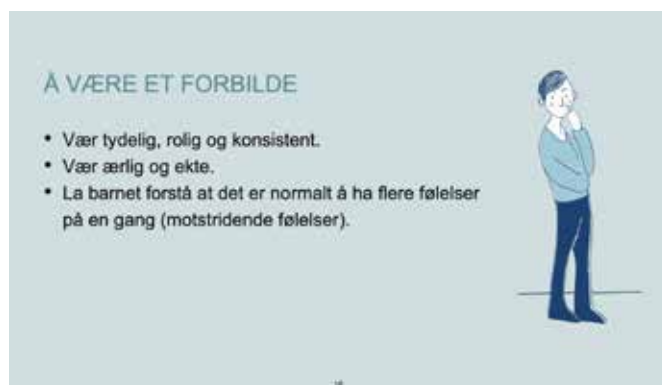 Å VÆRE ET FORBILDE
• Vær tydelig, rolig og konsistent.
• Vær ærlig og ekte.
• La barnet forstå at det er normalt å ha flere følelser
på en gang (motstridende følelser).